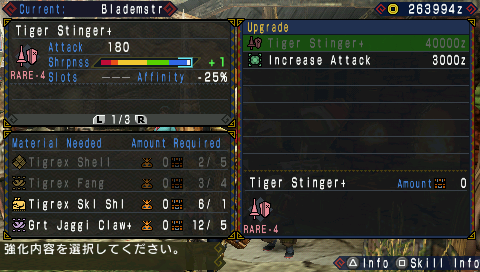 Current: Blademstr
263994z
Tiger Stinger+
Attack 180
Shrpnss +1
RARE-4 Slots --- Affinity -25%
L 1/3 R
Material Needed Amount Required
Tigrex Shell 0 2/ 5
Tigrex Fang 0 3/ 4
Tigrex Skl Shl 0 6/ 1
Grt Jaggi Claw+ 0 12/ 5
強化内容を選択してください。
Upgrade
Tiger Stinger+ 40000z
Increase Attack 3000z
Tiger Stinger+ Amount 0
RARE-4
Info Skill Info